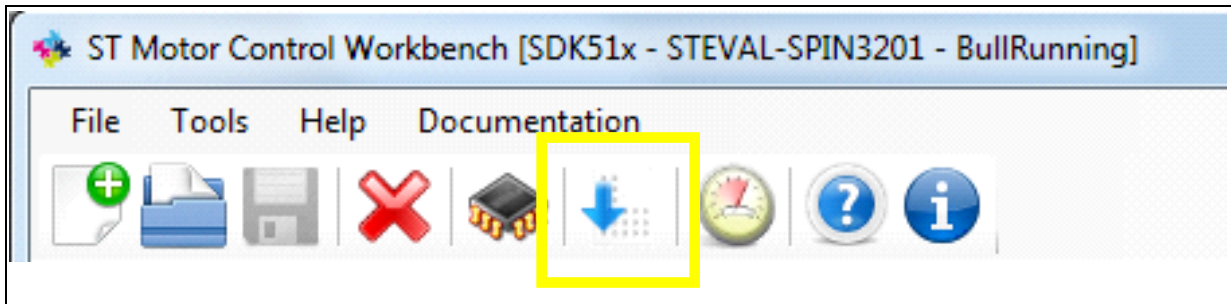 ST Motor Control Workbench [SDK51x - STEVAL-SPIN3201 - BullRunning]
File Tools Help Documentation